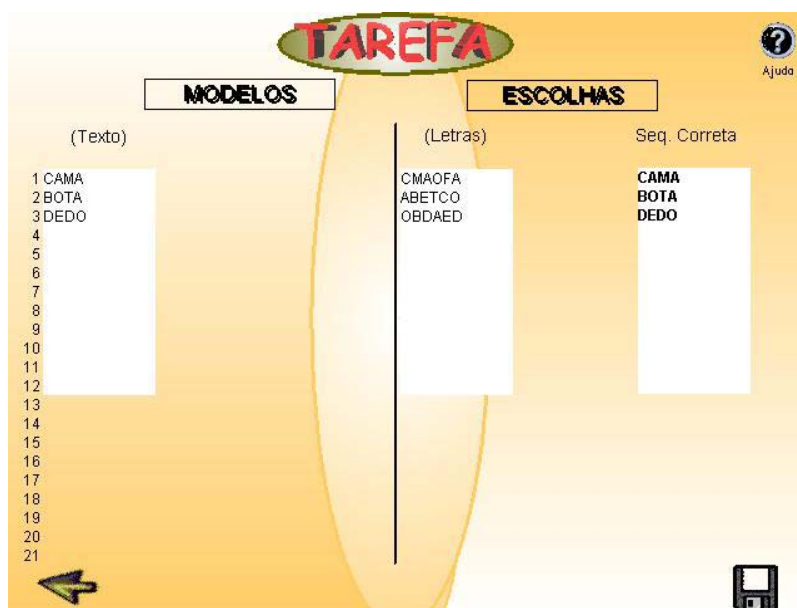 TAREFA
Ajuda
MODELOS ESCOLHAS
(Texto) (Letras) Seq. Correta
1 CAMA CMAOFA CAMA
2 BOTA ABETCO BOTA
3 DEDO OBDAED DEDO
4
5
6
7
8
9
10
11
12
13
14
15
16
17
18
19
20
21